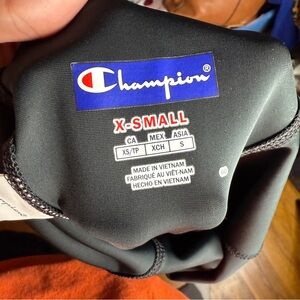 Champion®
X-SMALL
CA MEX ASIA
XS/TP XCH S
MADE IN VIETNAM
FABRIQUÉ AU VIÊT-NAM
HECHO EN VIETNAM